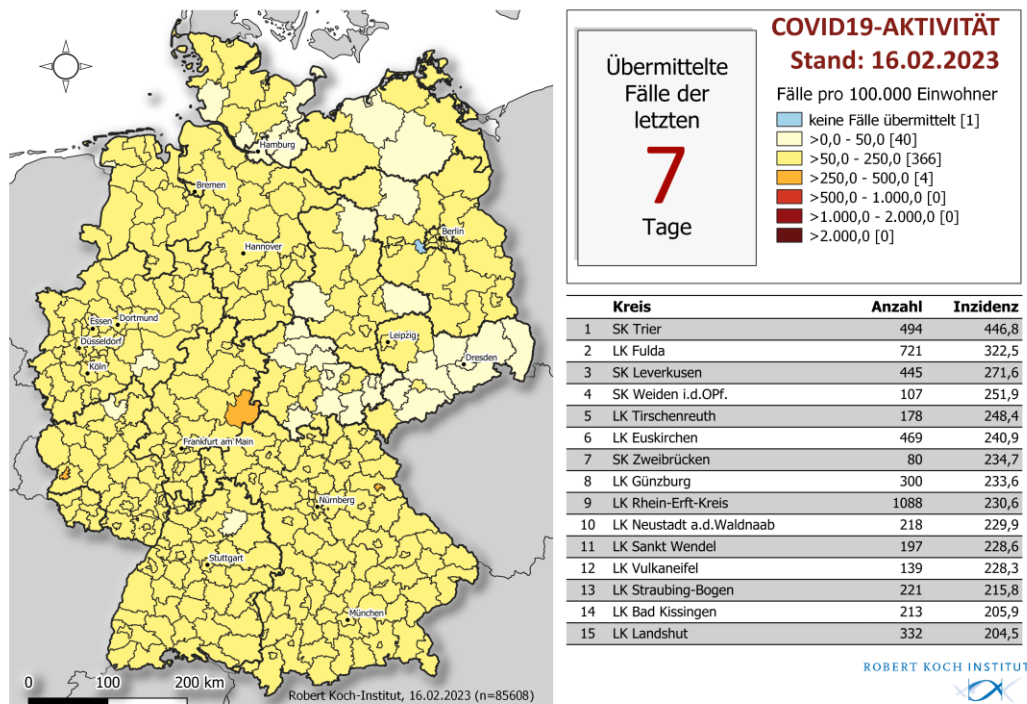 COVID19-AKTIVITÄT
Stand: 16.02.2023
Übermittelte
Fälle der
letzten
7
Tage
Fälle pro 100.000 Einwohner
keine Fälle übermittelt [1]
>0,0 - 50,0 [40]
>50,0 - 250,0 [366]
>250,0 - 500,0 [4]
>500,0 - 1.000,0 [0]
>1.000,0 - 2.000,0 [0]
>2.000,0 [0]
Hamburg
Bremen
Berlin
Hannover
Essen Dortmund
Düsseldorf
Leipzig
Köln
Dresden
Frankfurt am Main
Nürnberg
Stuttgart
München
0 100 200 km
Robert Koch-Institut, 16.02.2023 (n=85608)
Kreis Anzahl Inzidenz
1 SK Trier 494 446,8
2 LK Fulda 721 322,5
3 SK Leverkusen 445 271,6
4 SK Weiden i.d.OPf. 107 251,9
5 LK Tirschenreuth 178 248,4
6 LK Euskirchen 469 240,9
7 SK Zweibrücken 80 234,7
8 LK Günzburg 300 233,6
9 LK Rhein-Erft-Kreis 1088 230,6
10 LK Neustadt a.d.Waldnaab 218 229,9
11 LK Sankt Wendel 197 228,6
12 LK Vulkaneifel 139 228,3
13 LK Straubing-Bogen 221 215,8
14 LK Bad Kissingen 213 205,9
15 LK Landshut 332 204,5
ROBERT KOCH INSTITUT